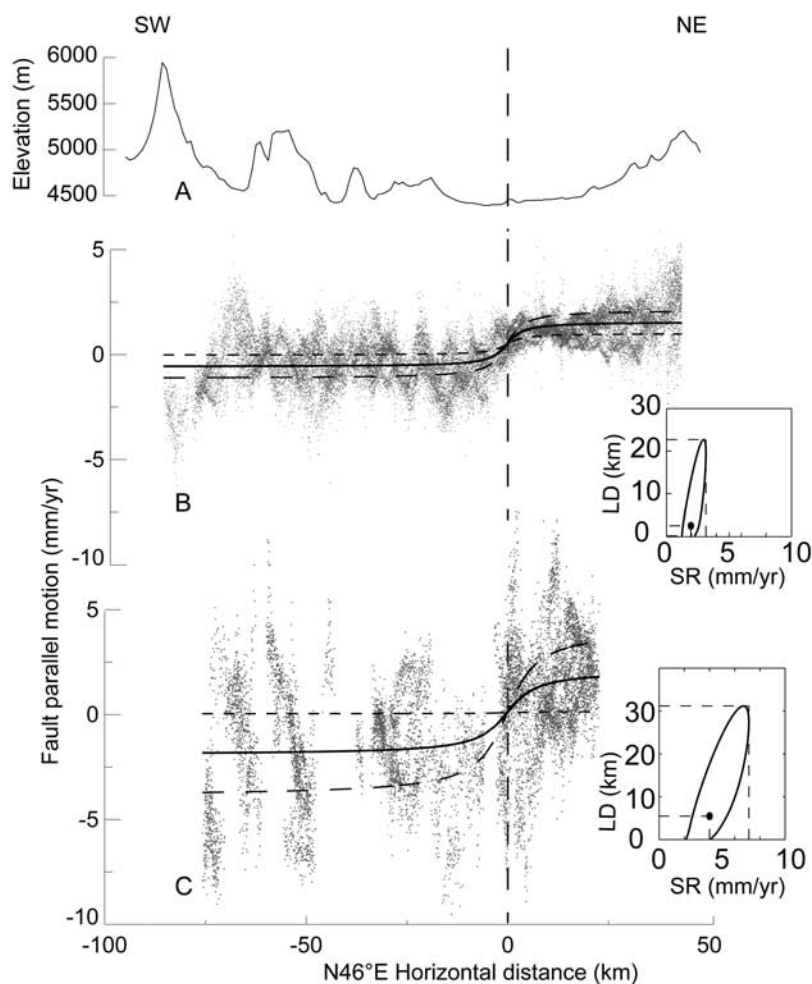 SW
NE
Elevation (m)
6000
5500
5000
4500
A
Fault parallel motion (mm/yr)
5
0
-5
-10
B
LD (km)
30
20
10
0
0
5
10
SR (mm/yr)
5
0
-5
-10
C
LD (km)
30
20
10
0
0
5
10
SR (mm/yr)
-100
-50
0
50
N46°E Horizontal distance (km)